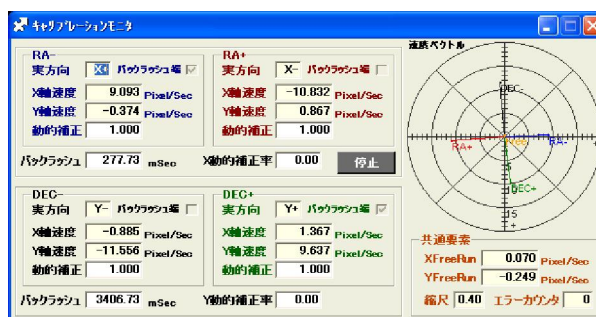 キャリブレーションモニタ
RA-
実方向 X+ バックラッシュ端
X軸速度 9.093 Pixel/Sec
Y軸速度 -0.374 Pixel/Sec
動的補正 1.000
RA+
実方向 X- バックラッシュ端
X軸速度 -10.832 Pixel/Sec
Y軸速度 0.867 Pixel/Sec
動的補正 1.000
バックラッシュ 277.73 mSec X動的補正率 0.00 停止
DEC-
実方向 Y- バックラッシュ端
X軸速度 -0.885 Pixel/Sec
Y軸速度 -11.556 Pixel/Sec
動的補正 1.000
DEC+
実方向 Y+ バックラッシュ端
X軸速度 1.367 Pixel/Sec
Y軸速度 9.637 Pixel/Sec
動的補正 1.000
バックラッシュ 3406.73 mSec Y動的補正率 0.00
速度ベクトル
DEC-
RA+
Free
RA-
5
DEC+
15
+
共通要素
XFreeRun 0.070 Pixel/Sec
YFreeRun -0.249 Pixel/Sec
縮尺 0.40 エラーカウンタ 0